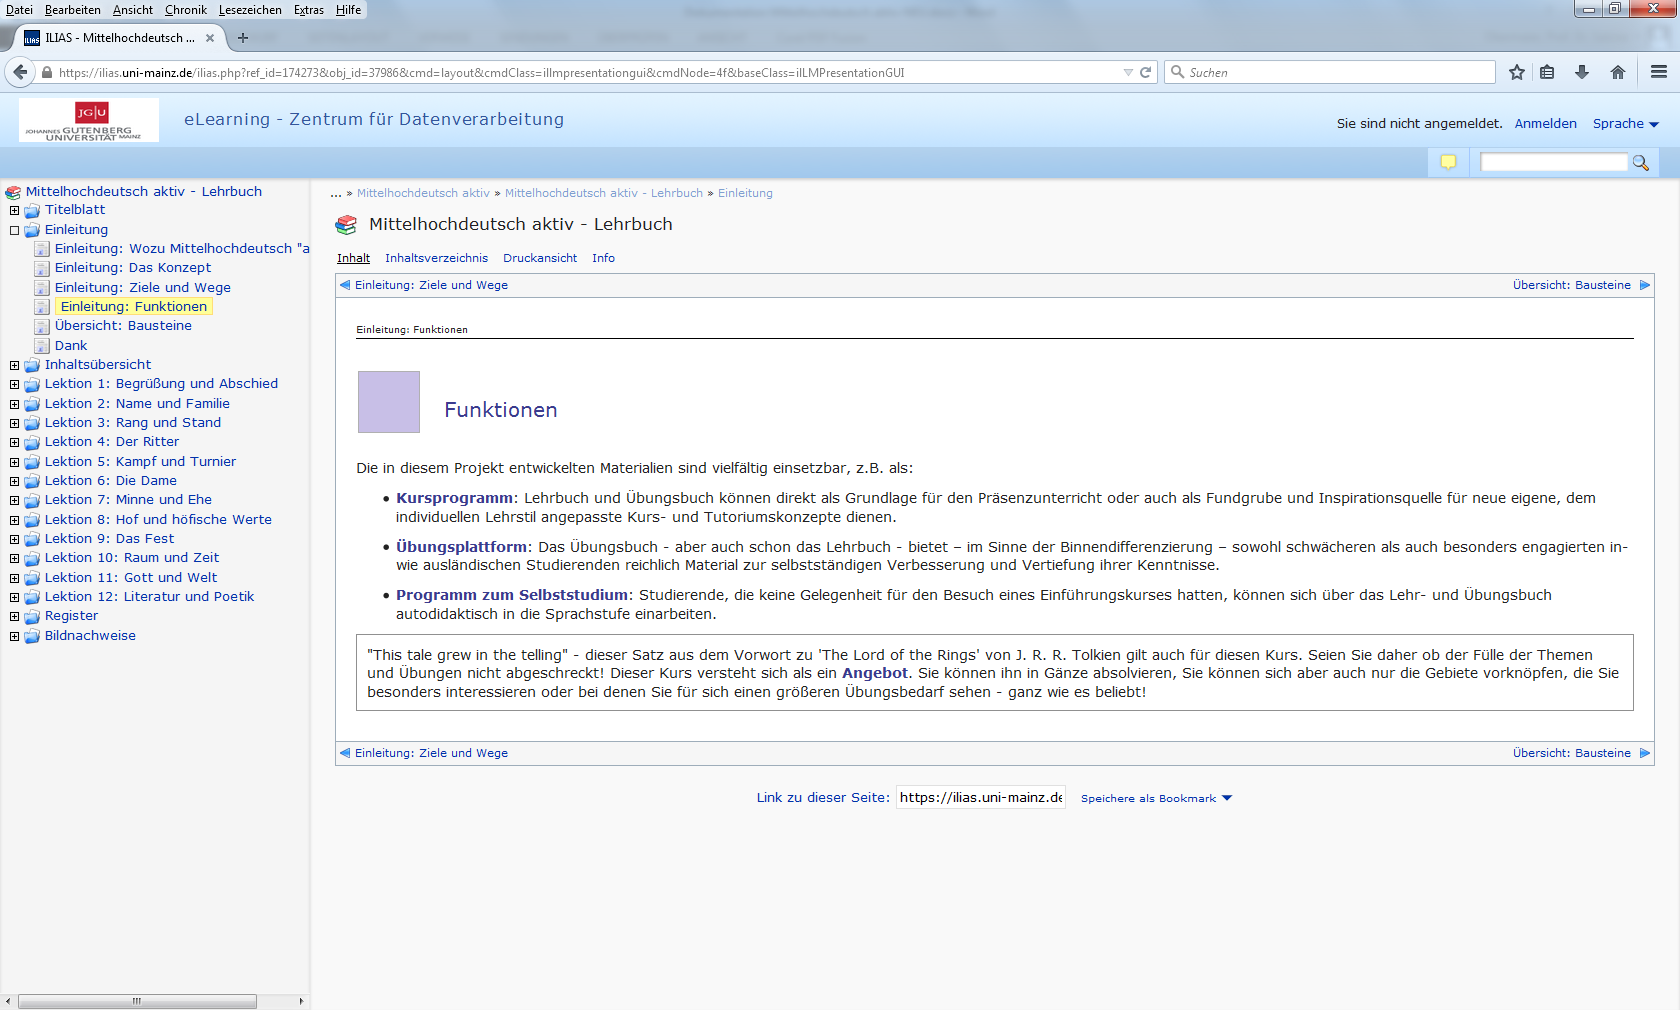 Datei Bearbeiten Ansicht Chronik Lesezeichen Extras Hilfe
ILIAS - Mittelhochdeutsch ...
https://ilias.uni-mainz.de/ilias.php?ref_id=174273&obj_id=37986&cmd=layout&cmdClass=illmpresentationgui&cmdNode=4f&baseClass=ilLMPresentationGUI
Suchen
JG|U
JOHANNES GUTENBERG
UNIVERSITÄT MAINZ
eLearning - Zentrum für Datenverarbeitung
Sie sind nicht angemeldet. Anmelden Sprache
Mittelhochdeutsch aktiv - Lehrbuch
Titelblatt
Einleitung
Einleitung: Wozu Mittelhochdeutsch "a
Einleitung: Das Konzept
Einleitung: Ziele und Wege
Einleitung: Funktionen
Übersicht: Bausteine
Dank
Inhaltsübersicht
Lektion 1: Begrüßung und Abschied
Lektion 2: Name und Familie
Lektion 3: Rang und Stand
Lektion 4: Der Ritter
Lektion 5: Kampf und Turnier
Lektion 6: Die Dame
Lektion 7: Minne und Ehe
Lektion 8: Hof und höfische Werte
Lektion 9: Das Fest
Lektion 10: Raum und Zeit
Lektion 11: Gott und Welt
Lektion 12: Literatur und Poetik
Register
Bildnachweise
... » Mittelhochdeutsch aktiv » Mittelhochdeutsch aktiv - Lehrbuch » Einleitung
Mittelhochdeutsch aktiv - Lehrbuch
Inhalt Inhaltsverzeichnis Druckansicht Info
Einleitung: Ziele und Wege Übersicht: Bausteine
Einleitung: Funktionen
Funktionen
Die in diesem Projekt entwickelten Materialien sind vielfältig einsetzbar, z.B. als:
• Kursprogramm: Lehrbuch und Übungsbuch können direkt als Grundlage für den Präsenzunterricht oder auch als Fundgrube und Inspirationsquelle für neue eigene, dem
individuellen Lehrstil angepasste Kurs- und Tutoriumskonzepte dienen.
• Übungsplattform: Das Übungsbuch - aber auch schon das Lehrbuch - bietet – im Sinne der Binnendifferenzierung – sowohl schwächeren als auch besonders engagierten in-
wie ausländischen Studierenden reichlich Material zur selbstständigen Verbesserung und Vertiefung ihrer Kenntnisse.
• Programm zum Selbststudium: Studierende, die keine Gelegenheit für den Besuch eines Einführungskurses hatten, können sich über das Lehr- und Übungsbuch
autodidaktisch in die Sprachstufe einarbeiten.
"This tale grew in the telling" - dieser Satz aus dem Vorwort zu 'The Lord of the Rings' von J. R. R. Tolkien gilt auch für diesen Kurs. Seien Sie daher ob der Fülle der Themen
und Übungen nicht abgeschreckt! Dieser Kurs versteht sich als ein Angebot. Sie können ihn in Gänze absolvieren, Sie können sich aber auch nur die Gebiete vorknöpfen, die Sie
besonders interessieren oder bei denen Sie für sich einen größeren Übungsbedarf sehen - ganz wie es beliebt!
Einleitung: Ziele und Wege Übersicht: Bausteine
Link zu dieser Seite: https://ilias.uni-mainz.de Speichere als Bookmark